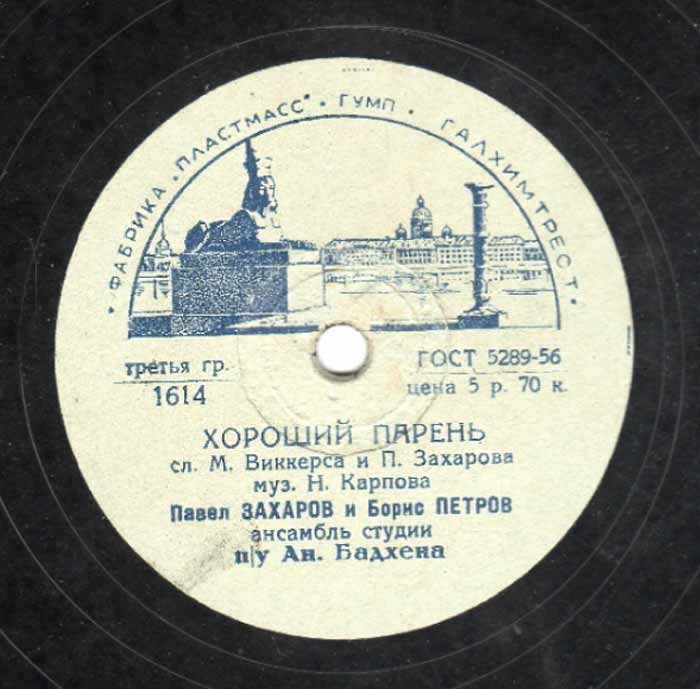 • ФАБРИКА „ПЛАСТМАСС" • ГУМП • ГАЛХИМТРЕСТ •
третья гр.
1614
ГОСТ 5289-56
цена 5 р. 70 к.
ХОРОШИЙ ПАРЕНЬ
сл. М. Виккерса и П. Захарова
муз. Н. Карпова
Павел ЗАХАРОВ и Борис ПЕТРОВ
ансамбль студии
п/у Ан. Бадхена